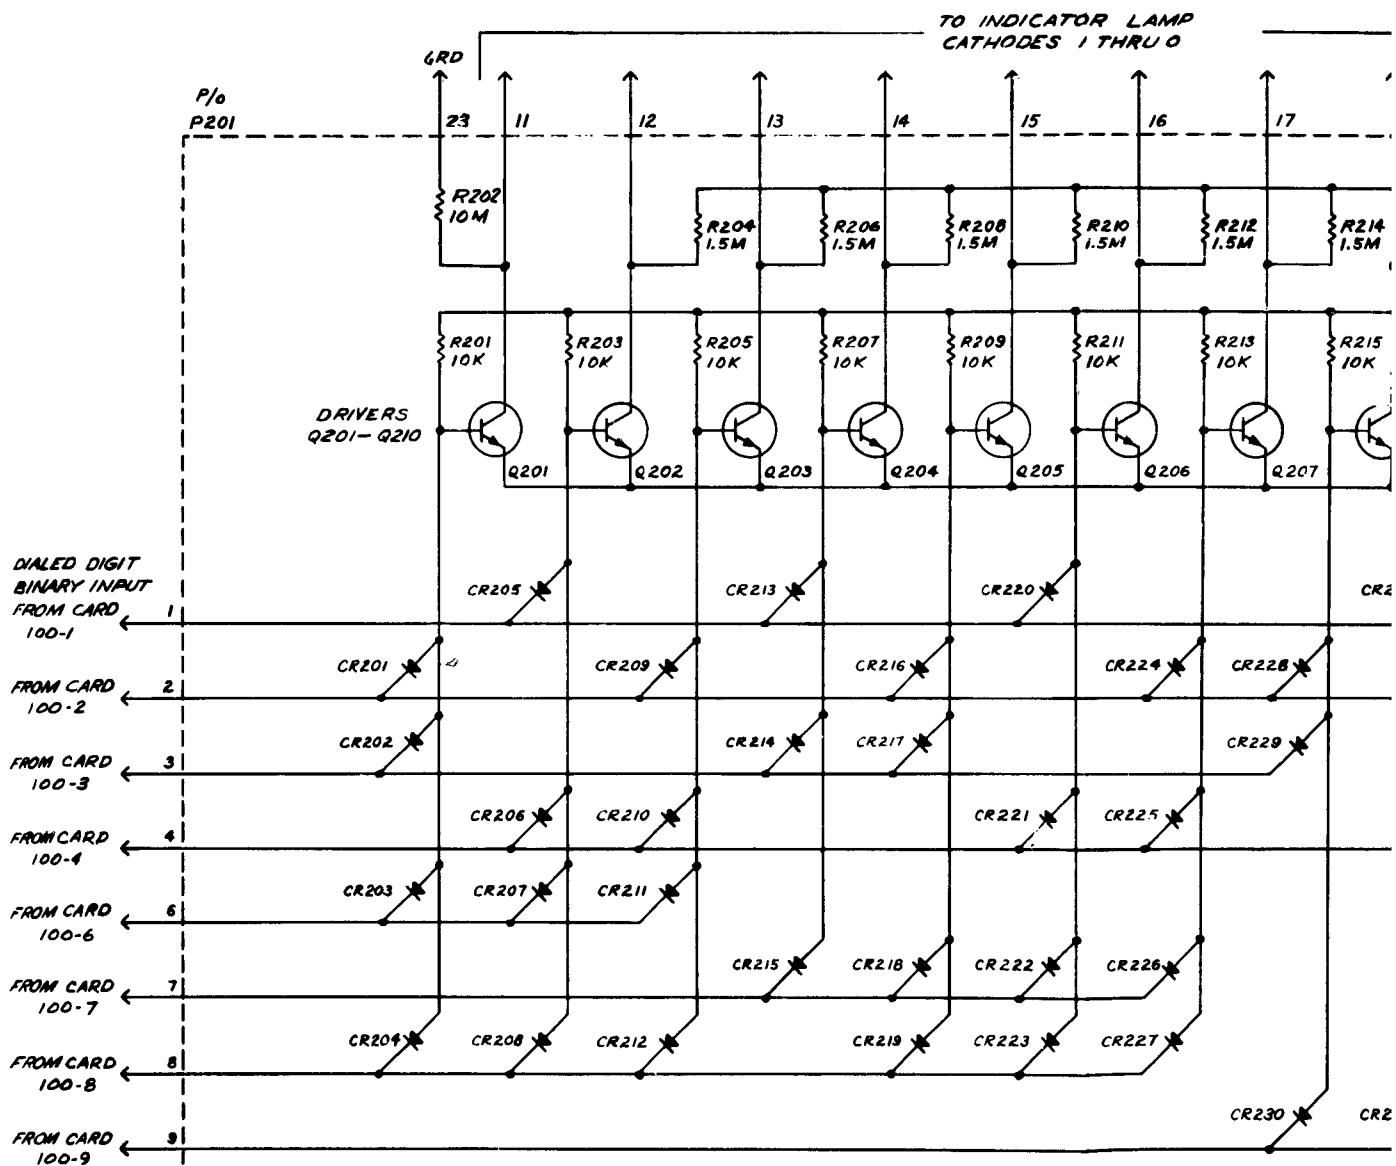 TO INDICATOR LAMP
CATHODES 1 THRU 0
GRD
P/O
P201
23
11
12
13
14
15
16
17
R202
10M
R204
1.5M
R206
1.5M
R208
1.5M
R210
1.5M
R212
1.5M
R214
1.5M
R201
10K
R203
10K
R205
10K
R207
10K
R209
10K
R211
10K
R213
10K
R215
10K
DRIVERS
Q201-Q210
Q201
Q202
Q203
Q204
Q205
Q206
Q207
DIALED DIGIT
BINARY INPUT
FROM CARD
100-1
1
CR205
CR213
CR220
CR2
CR201
CR209
CR216
CR224
CR228
FROM CARD
100-2
2
CR202
CR214
CR217
CR229
FROM CARD
100-3
3
CR206
CR210
CR221
CR225
FROM CARD
100-4
4
CR203
CR207
CR211
FROM CARD
100-6
6
CR215
CR218
CR222
CR226
FROM CARD
100-7
7
CR204
CR208
CR212
CR219
CR223
CR227
FROM CARD
100-8
8
CR230
CR2
FROM CARD
100-9
9